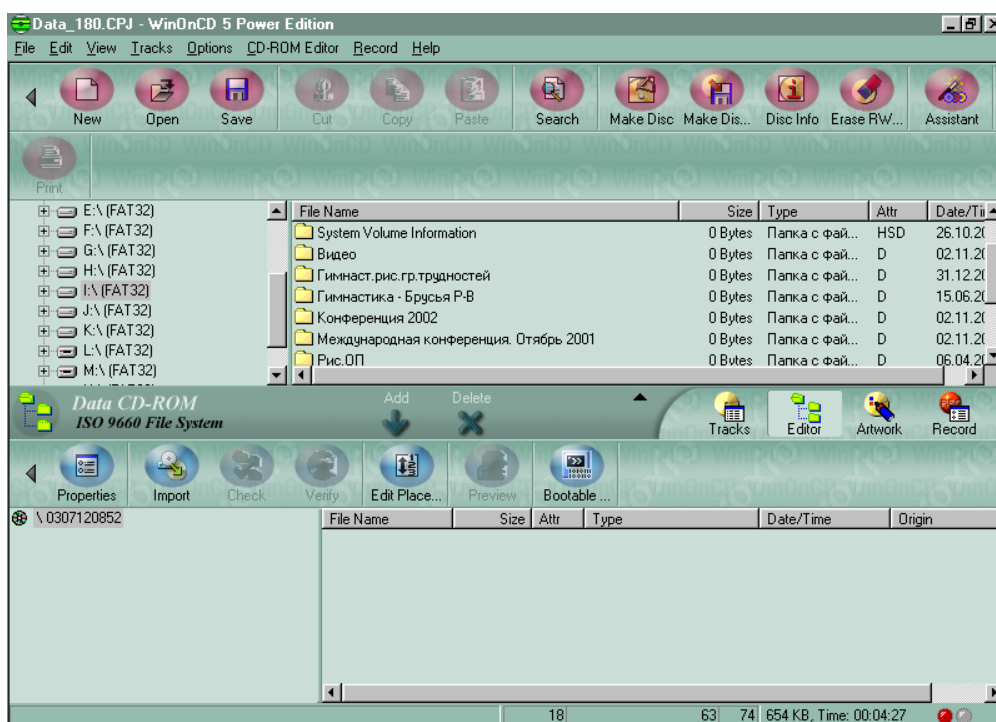 Data_180.CPJ - WinOnCD 5 Power Edition
File Edit View Tracks Options CD-ROM Editor Record Help
New Open Save Cut Copy Paste Search Make Disc Make Dis... Disc Info Erase RW... Assistant
Print
E:\ (FAT32)
F:\ (FAT32)
G:\ (FAT32)
H:\ (FAT32)
I:\ (FAT32)
J:\ (FAT32)
K:\ (FAT32)
L:\ (FAT32)
M:\ (FAT32)
File Name Size Type Attr Date/Ti
System Volume Information 0 Bytes Папка с фай... HSD 26.10.20
Видео 0 Bytes Папка с фай... D 02.11.20
Гимнаст.рис.гр.трудностей 0 Bytes Папка с фай... D 31.12.20
Гимнастика - Брусья Р-В 0 Bytes Папка с фай... D 15.06.20
Конференция 2002 0 Bytes Папка с фай... D 02.11.20
Международная конференция. Отябрь 2001 0 Bytes Папка с фай... D 02.11.20
Рис.ОП 0 Bytes Папка с фай... D 06.04.20
Data CD-ROM
ISO 9660 File System
Add Delete
Tracks Editor Artwork Record
Properties Import Check Verify Edit Place... Preview Bootable ...
\ 0307120852
File Name Size Attr Type Date/Time Origin
18 63 74 654 KB, Time: 00:04:27